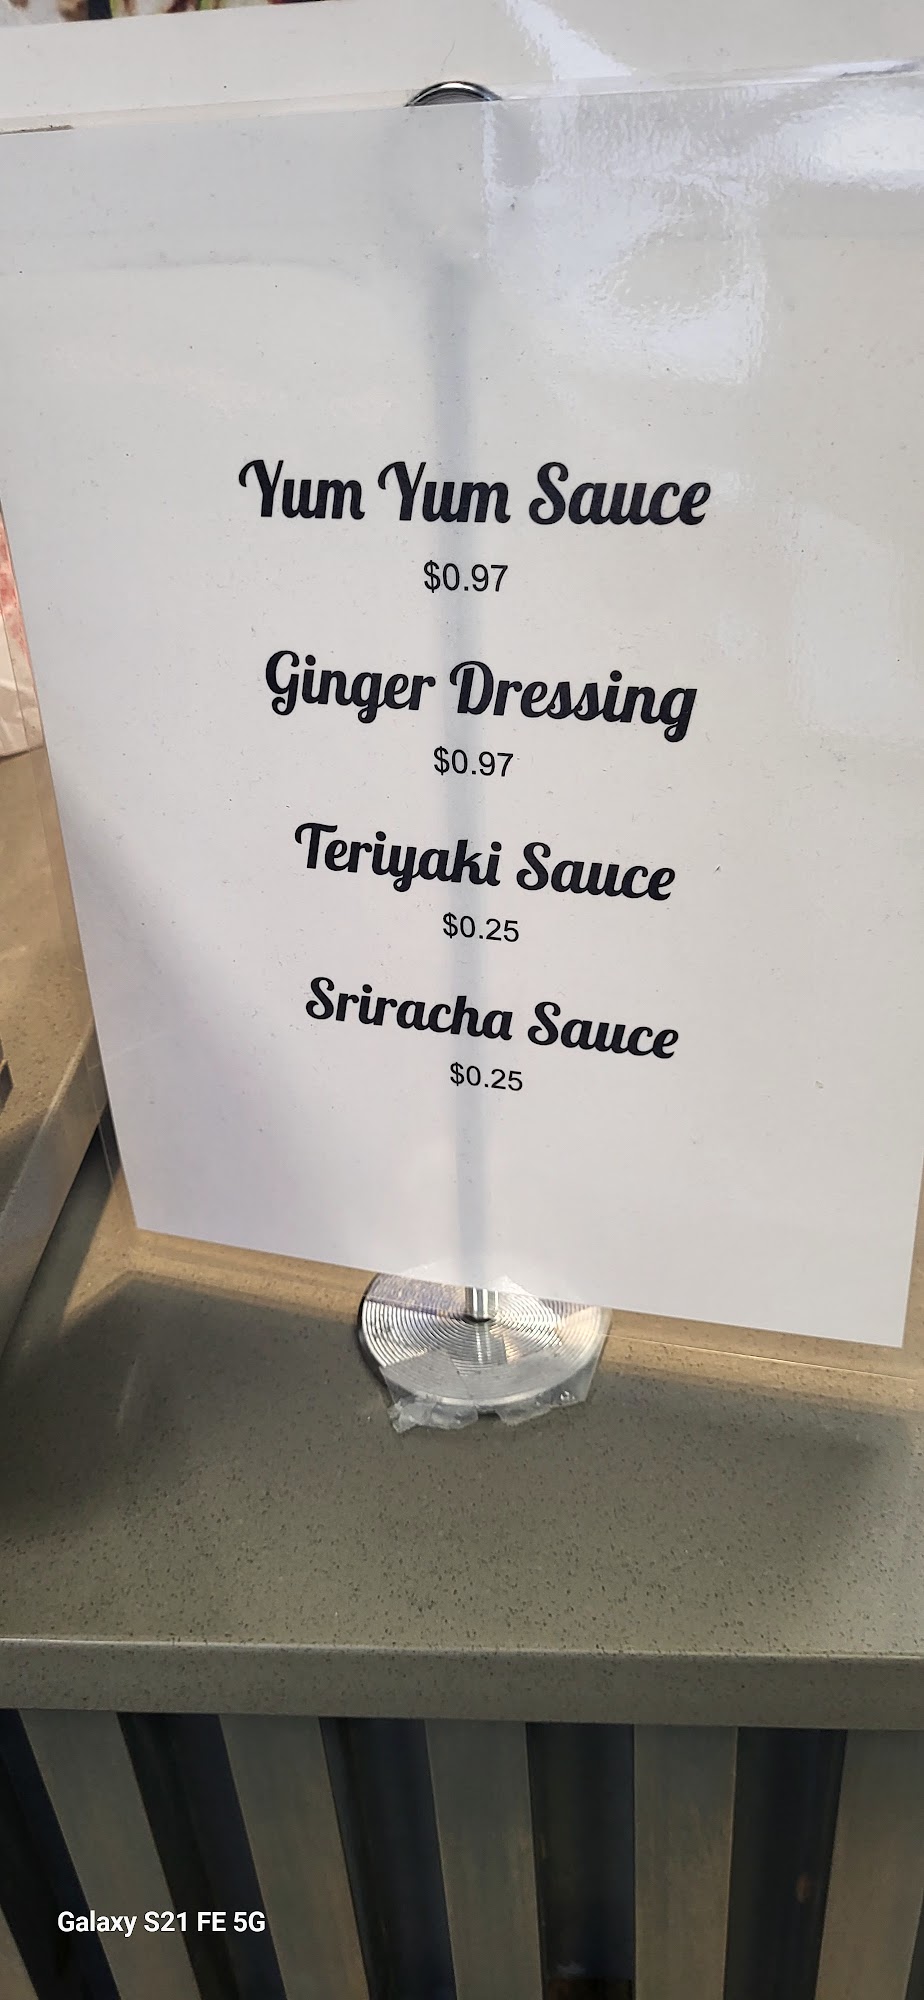 Yum Yum Sauce
$0.97
Ginger Dressing
$0.97
Teriyaki Sauce
$0.25
Sriracha Sauce
$0.25
Galaxy S21 FE 5G